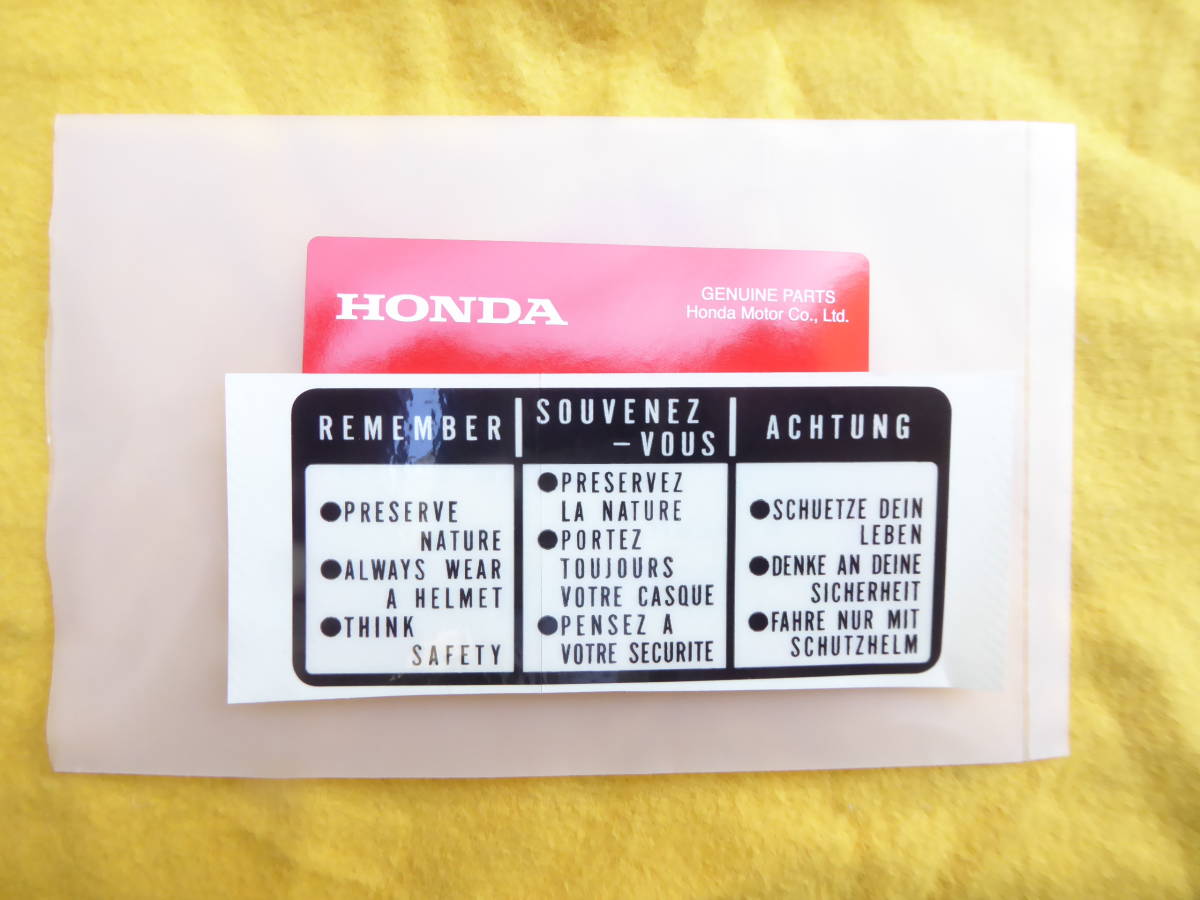 HONDA
GENUINE PARTS
Honda Motor Co., Ltd.
REMEMBER
●PRESERVE
NATURE
●ALWAYS WEAR
A HELMET
●THINK
SAFETY
SOUVENEZ
–VOUS
●PRESERVEZ
LA NATURE
●PORTEZ
TOUJOURS
VOTRE CASQUE
●PENSEZ A
VOTRE SECURITE
ACHTUNG
●SCHUETZE DEIN
LEBEN
●DENKE AN DEINE
SICHERHEIT
●FAHRE NUR MIT
SCHUTZHELM